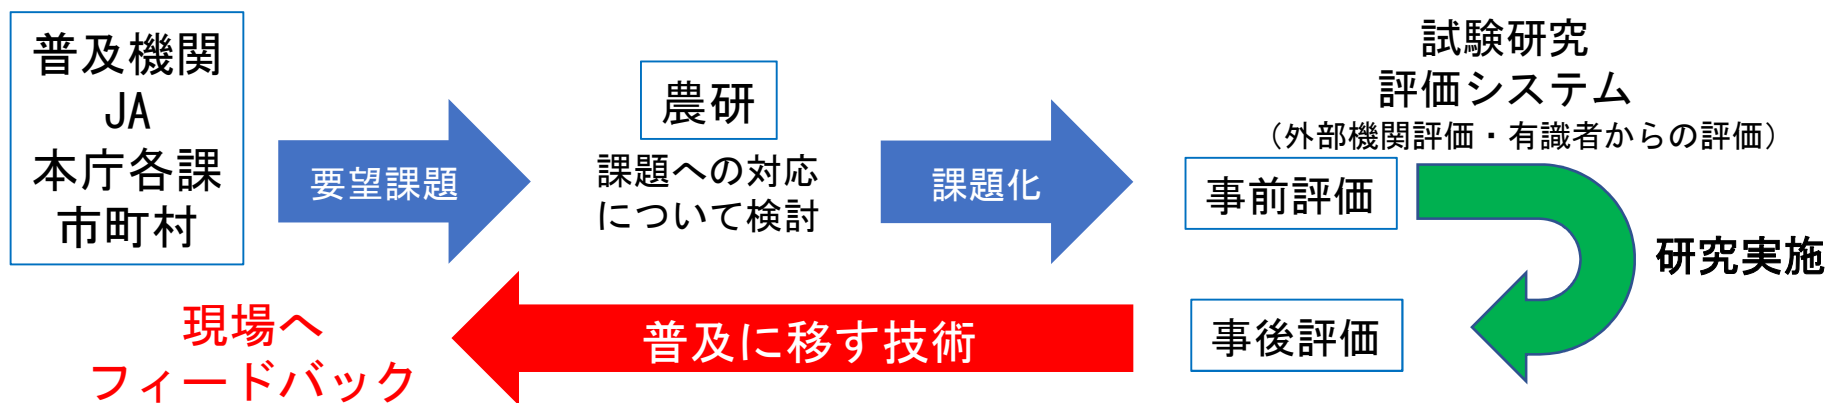 普及機関
JA
本庁各課
市町村
要望課題
農研
課題への対応
について検討
課題化
試験研究
評価システム
（外部機関評価・有識者からの評価）
事前評価
研究実施
事後評価
普及に移す技術
現場へ
フィードバック